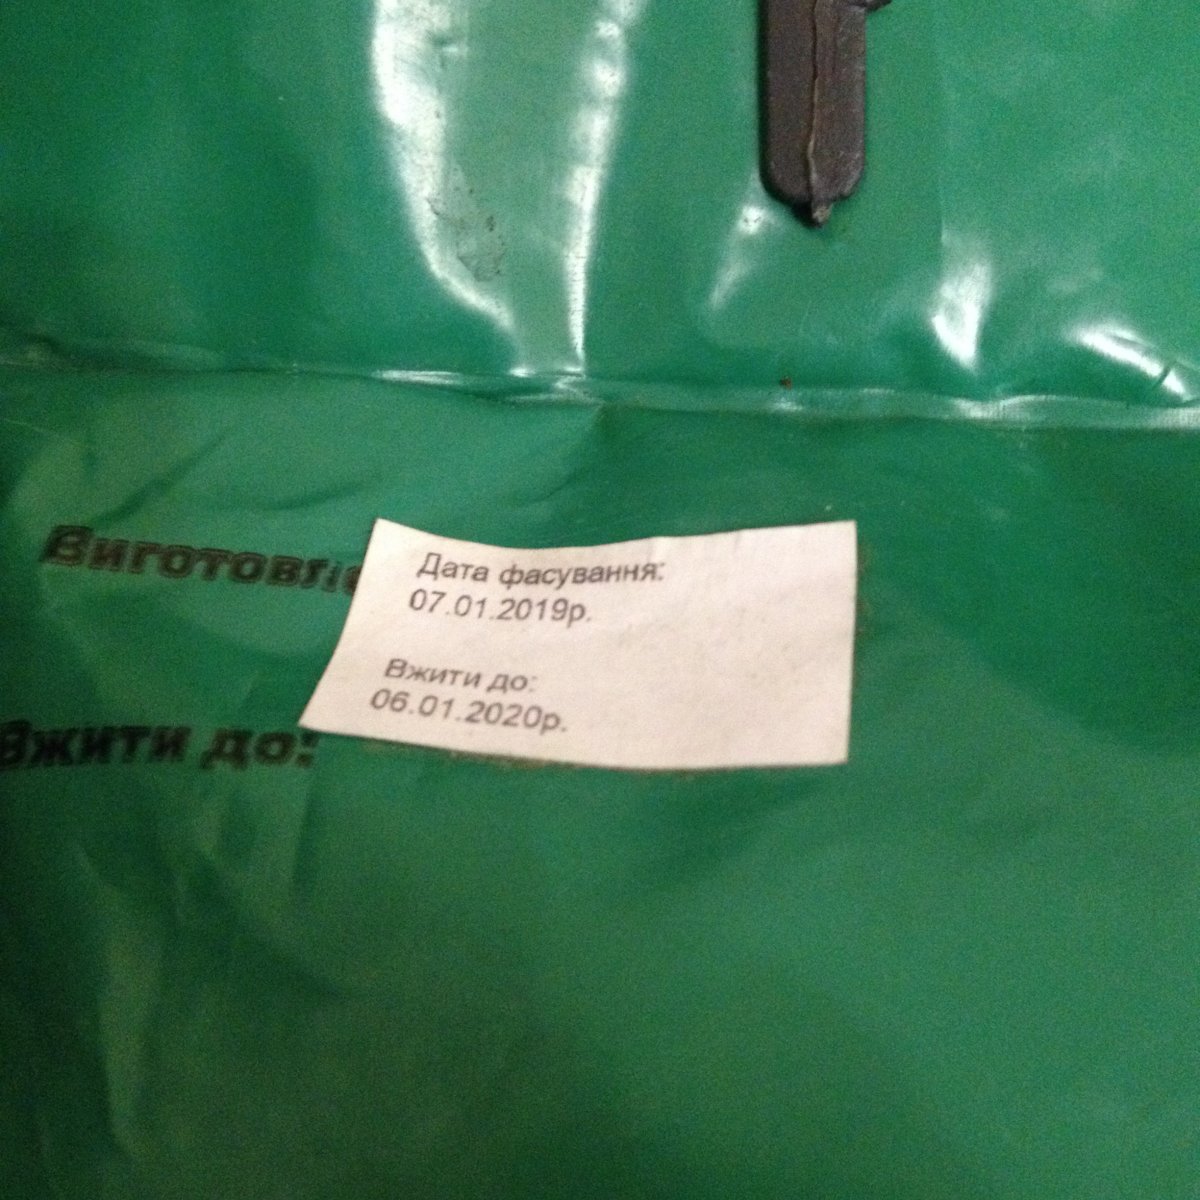 Виготовле
Дата фасування:
07.01.2019р.
Вжити до:
06.01.2020р.
Вжити до: